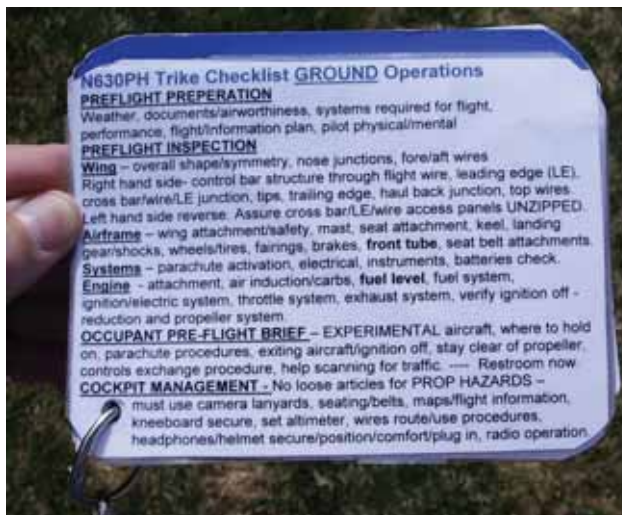 N630PH Trike Checklist GROUND Operations
PREFLIGHT PREPERATION
Weather, documents/airworthiness, systems required for flight,
performance, flight/information plan, pilot physical/mental
PREFLIGHT INSPECTION
Wing – overall shape/symmetry, nose junctions, fore/aft wires
Right hand side- control bar structure through flight wire, leading edge (LE),
cross bar/wire/LE junction, tips, trailing edge, haul back junction, top wires.
Left hand side reverse. Assure cross bar/LE/wire access panels UNZIPPED.
Airframe – wing attachment/safety, mast, seat attachment, keel, landing
gear/shocks, wheels/tires, fairings, brakes, front tube, seat belt attachments.
Systems – parachute activation, electrical, instruments, batteries check.
Engine - attachment, air induction/carbs, fuel level, fuel system,
ignition/electric system, throttle system, exhaust system, verify ignition off -
reduction and propeller system.
OCCUPANT PRE-FLIGHT BRIEF – EXPERIMENTAL aircraft, where to hold
on, parachute procedures, exiting aircraft/ignition off, stay clear of propeller,
controls exchange procedure, help scanning for traffic. ---- Restroom now.
COCKPIT MANAGEMENT - No loose articles for PROP HAZARDS –
must use camera lanyards, seating/belts, maps/flight information,
kneeboard secure, set altimeter, wires route/use procedures,
headphones/helmet secure/position/comfort/plug in, radio operation.